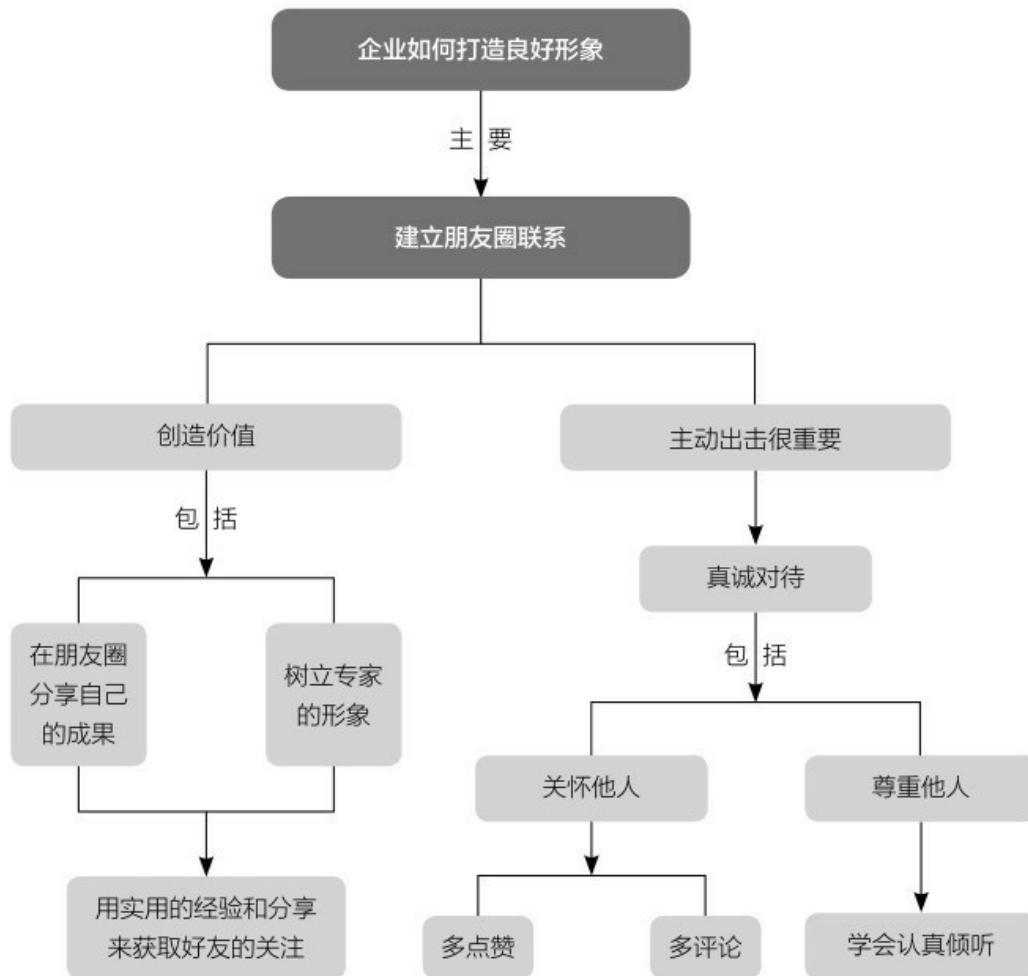 企业如何打造良好形象
主要
建立朋友圈联系
创造价值
主动出击很重要
包括
真诚对待
在朋友圈
分享自己
的成果
树立专家
的形象
包括
关怀他人
尊重他人
用实用的经验和分享
来获取好友的关注
多点赞
多评论
学会认真倾听